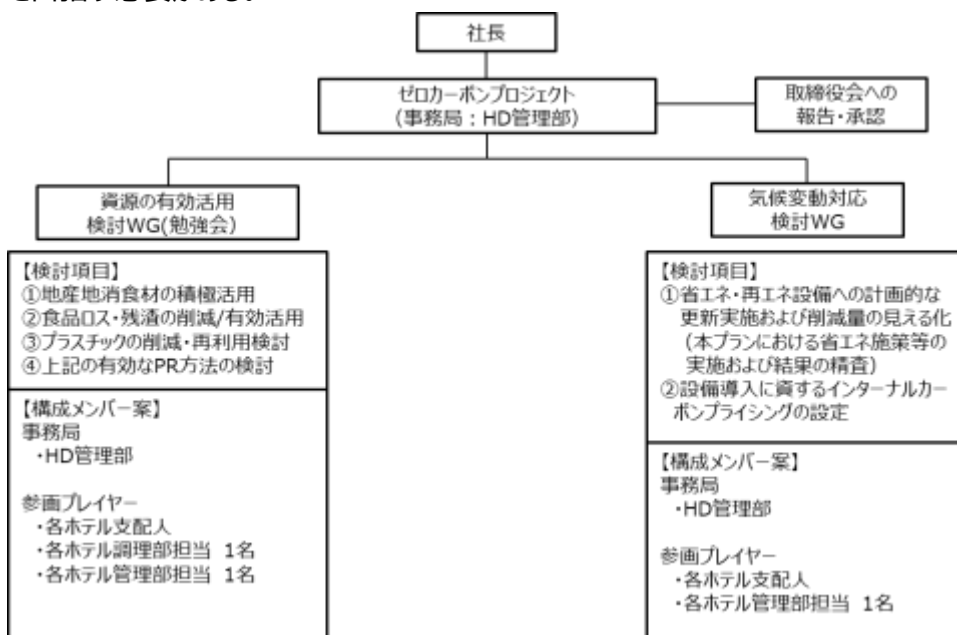 社長
ゼロカーボンプロジェクト
(事務局:HD管理部)
取締役会への
報告・承認
資源の有効活用
検討WG(勉強会)
【検討項目】
①地産地消食材の積極活用
②食品ロス・残渣の削減/有効活用
③プラスチックの削減・再利用検討
④上記の有効なPR方法の検討
【構成メンバー案】
事務局
・HD管理部
参画プレイヤー
・各ホテル支配人
・各ホテル調理部担当 1名
・各ホテル管理部担当 1名
気候変動対応
検討WG
【検討項目】
①省エネ・再エネ設備への計画的な
更新実施および削減量の見える化
(本プランにおける省エネ施策等の
実施および結果の精査)
②設備導入に資するインターナルカー
ボンプライシングの設定
【構成メンバー案】
事務局
・HD管理部
参画プレイヤー
・各ホテル支配人
・各ホテル管理部担当 1名